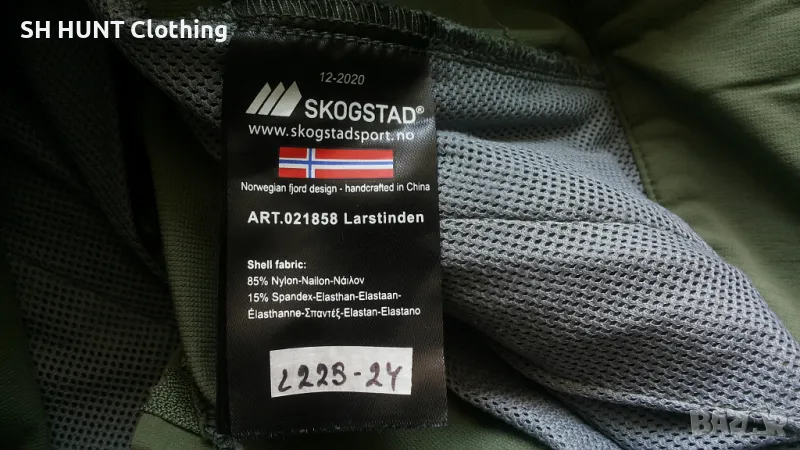 SH HUNT Clothing
12-2020
SKOGSTAD®
www.skogstadsport.no
Norwegian fjord design - handcrafted in China
ART.021858 Larstinden
Shell fabric:
85% Nylon-Nailon-Νάιλον
15% Spandex-Elasthan-Elastaan-
Élasthanne-Σπαντέξ-Elastan-Elastano
L223-24